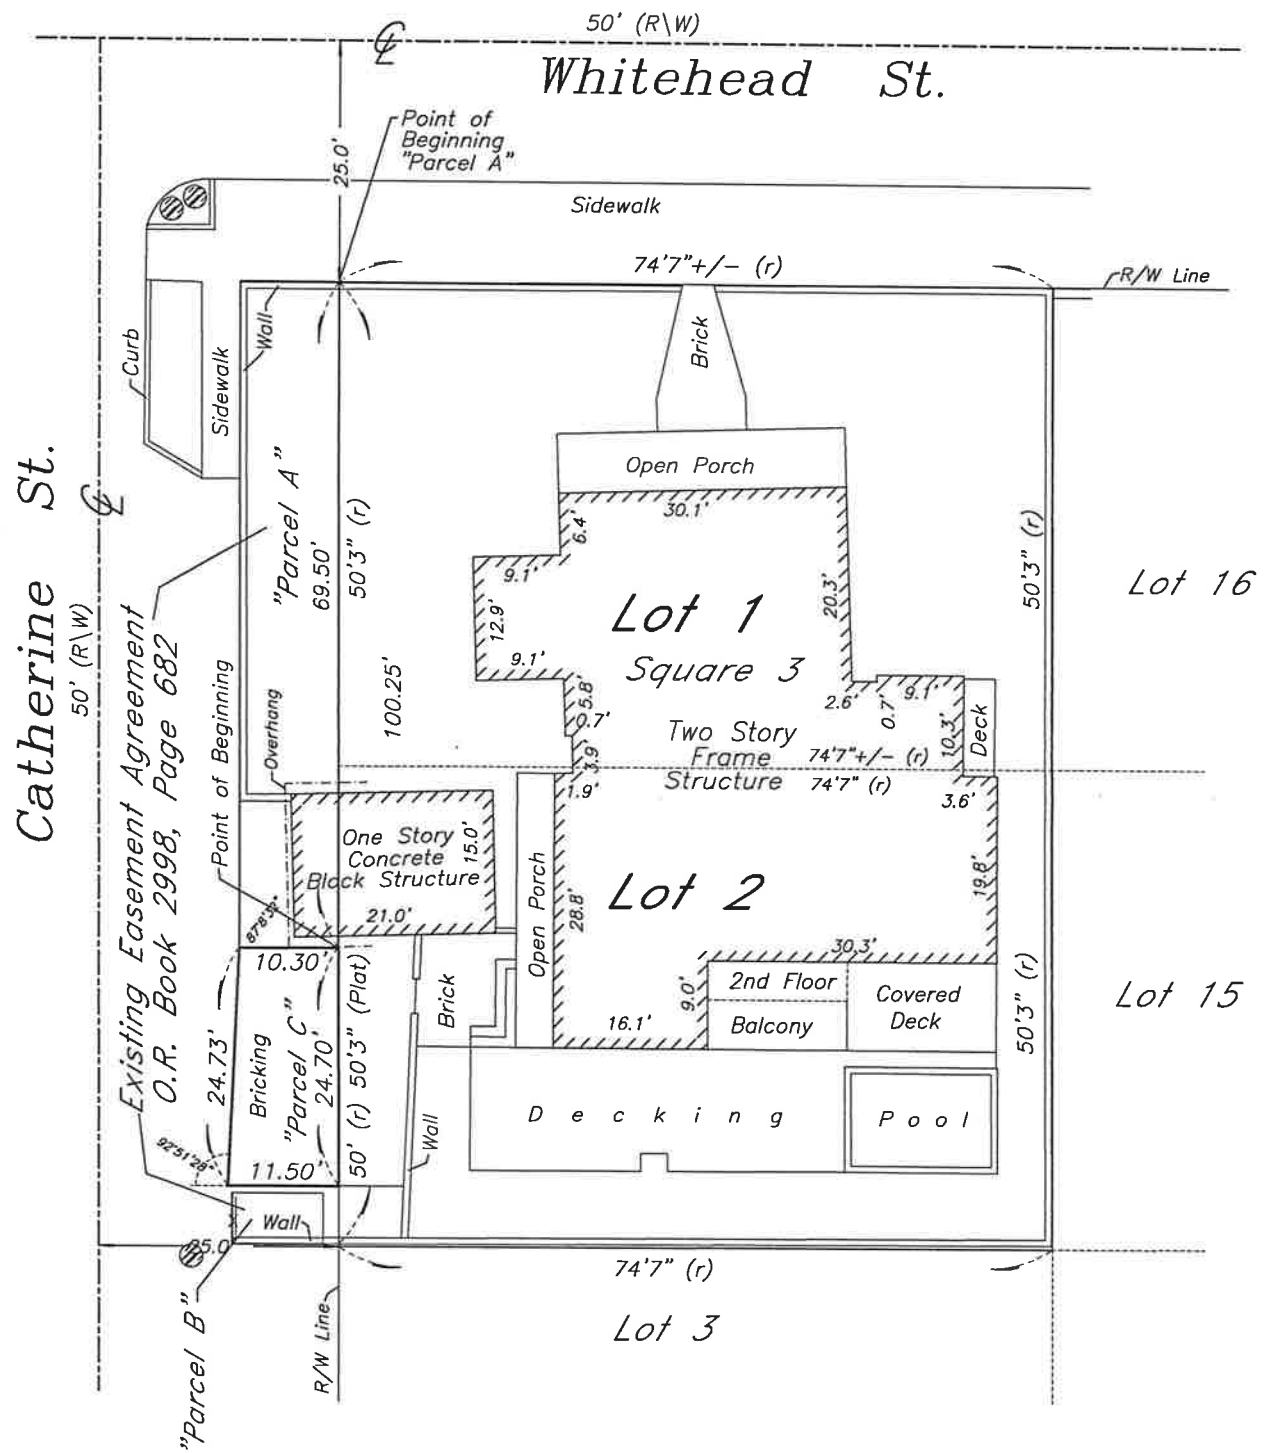 50' (R\W)
℄
Whitehead St.
Point of
Beginning
"Parcel A"
25.0'
Sidewalk
74'7"+/- (r)
R/W Line
Wall
Curb
Sidewalk
Brick
Catherine St.
℄
50' (R\W)
Open Porch
30.1'
6.4'
"Parcel A"
69.50'
50'3" (r)
50'3" (r)
9.1'
12.9'
9.1'
20.3'
Lot 1
Square 3
Lot 16
Existing Easement Agreement
O.R. Book 2998, Page 682
Point of Beginning
Overhang
100.25'
5.8'
0.7'
3.9'
1.9'
2.6'
0.7'
9.1'
10.3'
Deck
Two Story
Frame
Structure
74'7"+/- (r)
74'7" (r)
3.6'
One Story
Concrete
Block Structure
15.0'
21.0'
Open Porch
28.8'
Lot 2
19.8'
30.3'
2nd Floor
Balcony
Covered
Deck
9.0'
16.1'
50'3" (r)
Lot 15
10.30'
24.73'
Bricking
"Parcel C"
24.70'
50' (r) 50'3" (Plat)
Brick
92°51'28"
11.50'
Wall
Decking
Pool
Wall
25.0
74'7" (r)
"Parcel B"
R/W Line
Lot 3